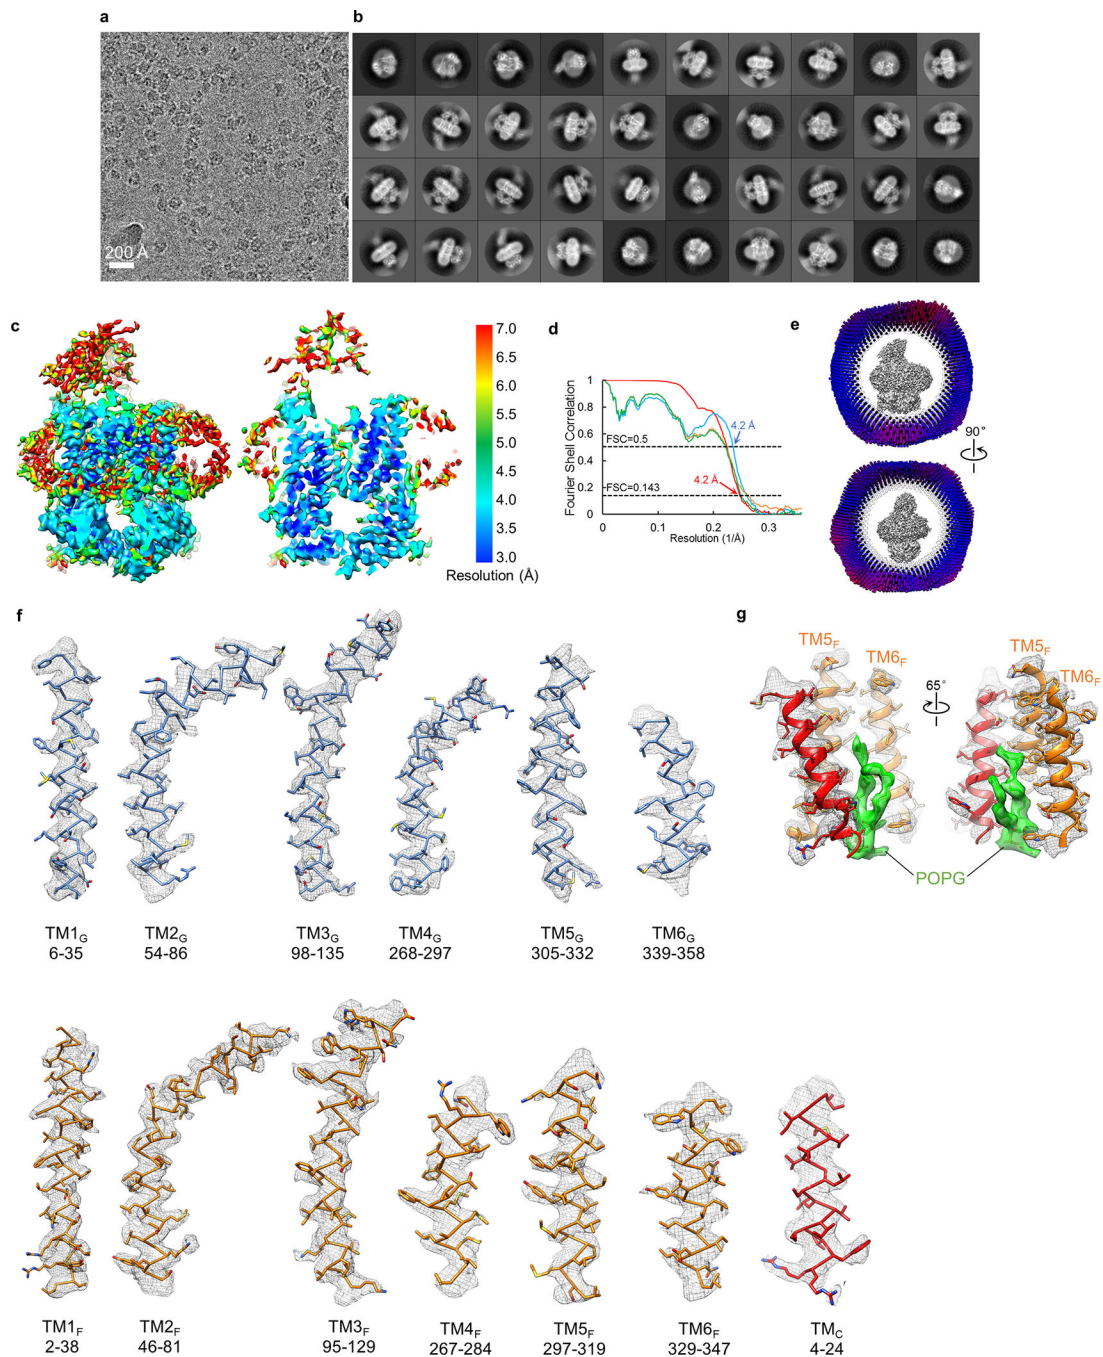 a
b
200 Å
c
7.0
6.5
6.0
5.5
5.0
4.5
4.0
3.5
3.0
Resolution (Å)
d
Fourier Shell Correlation
1
0.8
0.6
0.4
0.2
0
FSC=0.5
FSC=0.143
4.2 Å
4.2 Å
0 0.1 0.2 0.3
Resolution (1/Å)
e
90°
f
TM1G TM2G TM3G TM4G TM5G TM6G
6-35 54-86 98-135 268-297 305-332 339-358
g
TM5F
TM6F
65°
TM5F
TM6F
POPG
TM1F TM2F TM3F TM4F TM5F TM6F TMC
2-38 46-81 95-129 267-284 297-319 329-347 4-24